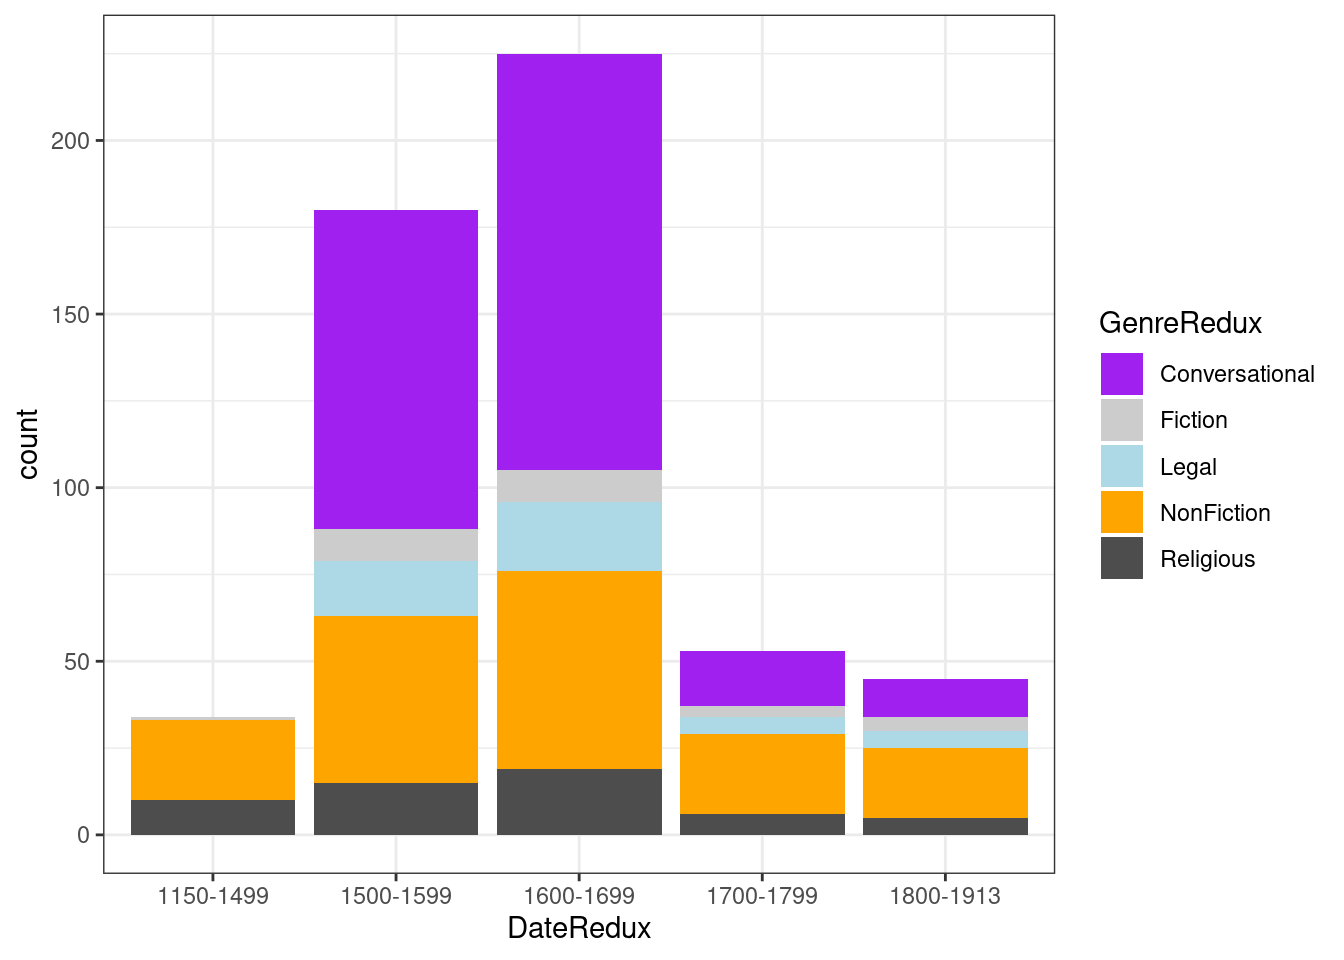 count
200
150
100
50
0
1150-1499
1500-1599
1600-1699
1700-1799
1800-1913
DateRedux
GenreRedux
Conversational
Fiction
Legal
NonFiction
Religious